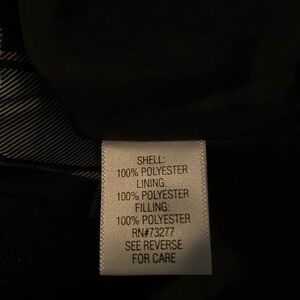 SHELL:
100% POLYESTER
LINING:
100% POLYESTER
FILLING:
100% POLYESTER
RN#73277
SEE REVERSE
FOR CARE